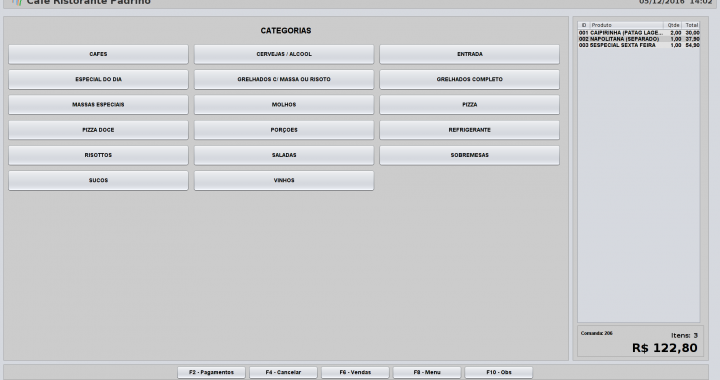 Café Ristorante Padrino
05/12/2016 14:02
CATEGORIAS
CAFES
CERVEJAS / ALCOOL
ENTRADA
ESPECIAL DO DIA
GRELHADOS C/ MASSA OU RISOTO
GRELHADOS COMPLETO
MASSAS ESPECIAIS
MOLHOS
PIZZA
PIZZA DOCE
PORÇOES
REFRIGERANTE
RISOTTOS
SALADAS
SOBREMESAS
SUCOS
VINHOS
ID Produto Qtde Total
001 CAIPIRINHA (PATAG LAGE... 2,00 30,00
002 NAPOLITANA (SEPARADO) 1,00 37,90
003 SESPECIAL SEXTA FEIRA 1,00 54,90
Comanda: 206
Itens: 3
R$ 122,80
F2 - Pagamentos
F4 - Cancelar
F6 - Vendas
F8 - Menu
F10 - Obs